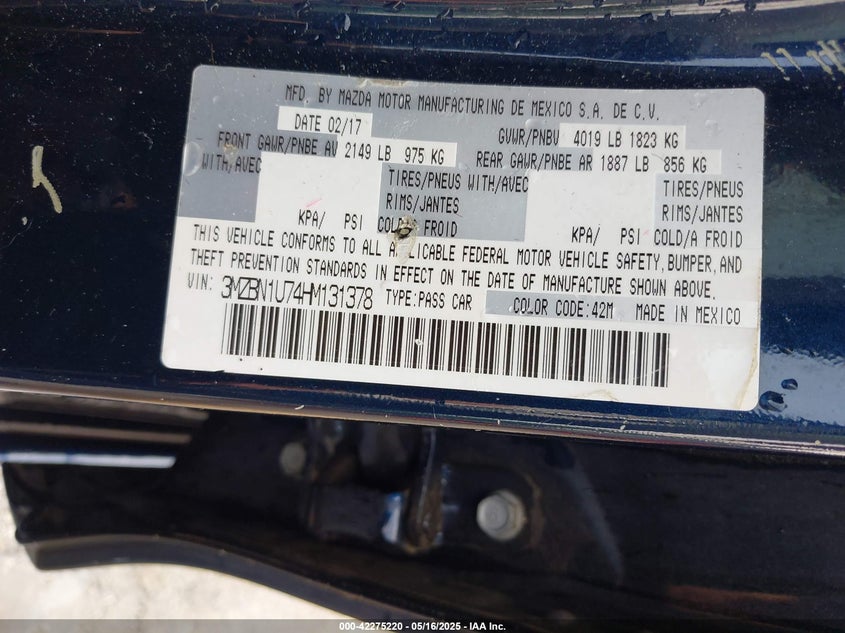 MFD. BY MAZDA MOTOR MANUFACTURING DE MEXICO S.A. DE C.V.
DATE 02/17 GVWR/PNBV 4019 LB 1823 KG
FRONT GAWR/PNBE AV 2149 LB 975 KG REAR GAWR/PNBE AR 1887 LB 856 KG
WITH/AVEC TIRES/PNEUS WITH/AVEC TIRES/PNEUS
RIMS/JANTES RIMS/JANTES
KPA/ PSI COLD/A FROID KPA/ PSI COLD/A FROID
THIS VEHICLE CONFORMS TO ALL APPLICABLE FEDERAL MOTOR VEHICLE SAFETY, BUMPER, AND
THEFT PREVENTION STANDARDS IN EFFECT ON THE DATE OF MANUFACTURE SHOWN ABOVE.
VIN: 3MZBN1U74HM131378 TYPE:PASS CAR COLOR CODE:42M MADE IN MEXICO
000-42275220 - 05/16/2025 - IAA Inc.